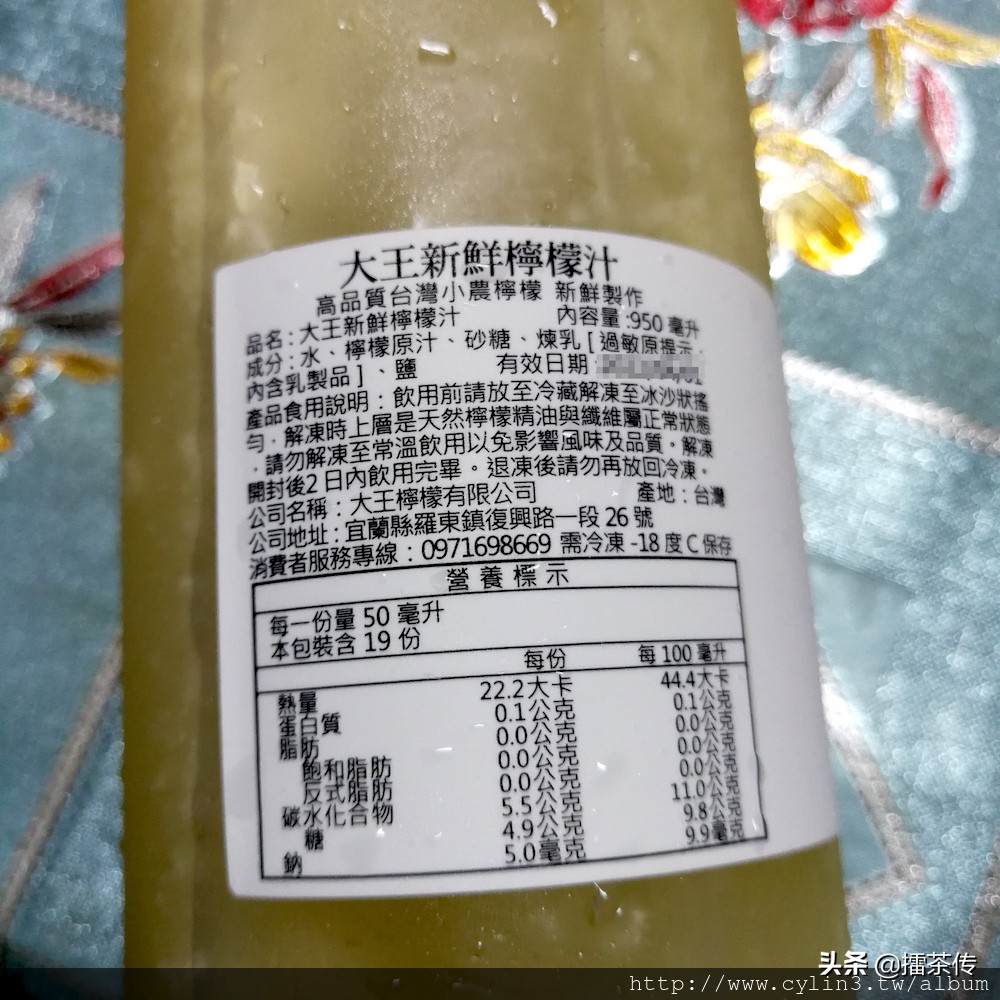 大王新鮮檸檬汁
高品質台灣小農檸檬 新鮮製作
品名：大王新鮮檸檬汁 內容量：950 毫升
成分：水、檸檬原汁、砂糖、煉乳［過敏原提示：
內含乳製品］、鹽 有效日期
產品食用說明：飲用前請放至冷藏解凍至冰沙狀搖
勻，解凍時上層是天然檸檬精油與纖維屬正常狀態
，請勿解凍至常溫飲用以免影響風味及品質。解凍
開封後2日內飲用完畢。退凍後請勿再放回冷凍。
公司名稱：大王檸檬有限公司 產地：台灣
公司地址：宜蘭縣羅東鎮復興路一段 26 號
消費者服務專線：0971698669 需冷凍 -18 度 C 保存
營養標示
每一份量 50 毫升
本包裝含 19 份
每份 每 100 毫升
熱量 22.2大卡 44.4大卡
蛋白質 0.1公克 0.1公克
脂肪 0.0公克 0.0公克
飽和脂肪 0.0公克 0.0公克
反式脂肪 0.0公克 0.0公克
碳水化合物 5.5公克 11.0公克
糖 4.9公克 9.8公克
鈉 5.0毫克 9.9毫克
头条 @擂茶传
http://www.cylin3.tw/album